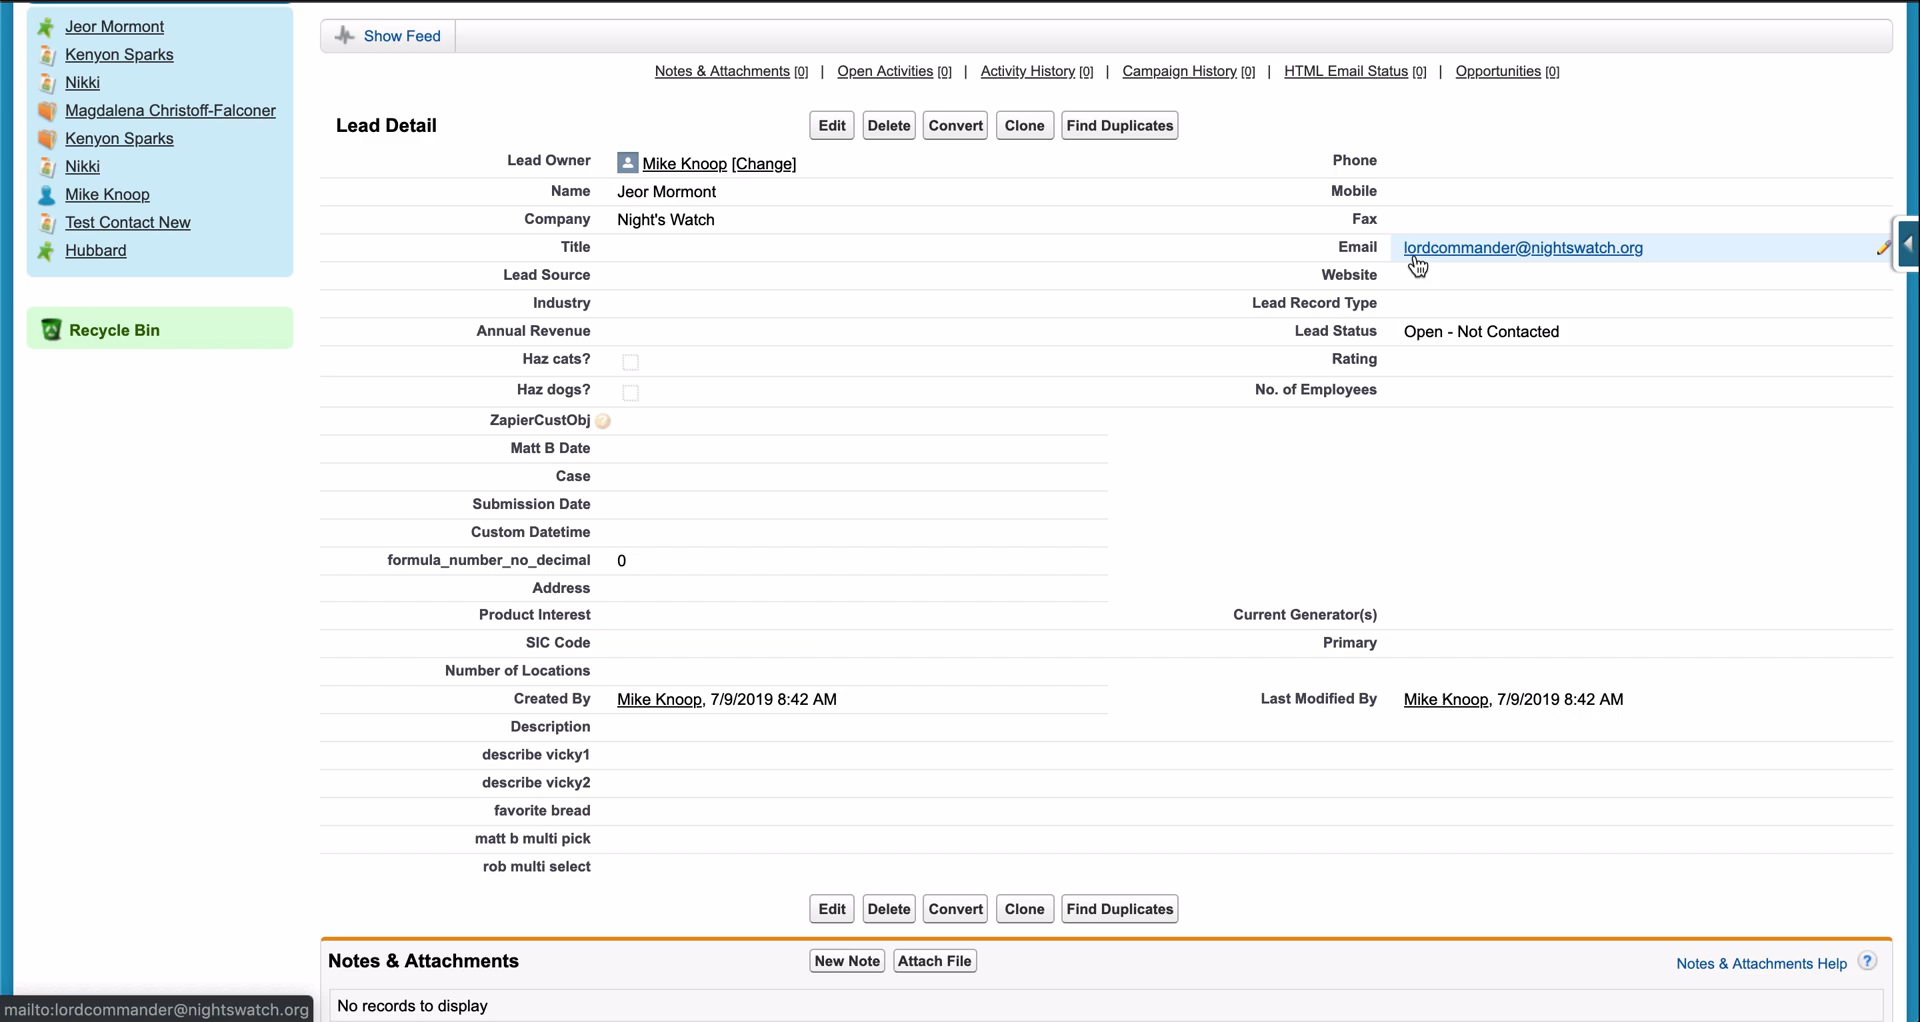 Jeor Mormont
Kenyon Sparks
Nikki
Magdalena Christoff-Falconer
Kenyon Sparks
Nikki
Mike Knoop
Test Contact New
Hubbard
Recycle Bin
Show Feed
Notes & Attachments [0] | Open Activities [0] | Activity History [0] | Campaign History [0] | HTML Email Status [0] | Opportunities [0]
Lead Detail Edit Delete Convert Clone Find Duplicates
Lead Owner Mike Knoop [Change] Phone
Name Jeor Mormont Mobile
Company Night's Watch Fax
Title Email lordcommander@nightswatch.org
Lead Source Website
Industry Lead Record Type
Annual Revenue Lead Status Open - Not Contacted
Haz cats? Rating
Haz dogs? No. of Employees
ZapierCustObj
Matt B Date
Case
Submission Date
Custom Datetime
formula_number_no_decimal 0
Address
Product Interest Current Generator(s)
SIC Code Primary
Number of Locations
Created By Mike Knoop, 7/9/2019 8:42 AM Last Modified By Mike Knoop, 7/9/2019 8:42 AM
Description
describe vicky1
describe vicky2
favorite bread
matt b multi pick
rob multi select
Edit Delete Convert Clone Find Duplicates
Notes & Attachments New Note Attach File Notes & Attachments Help ?
No records to display
mailto:lordcommander@nightswatch.org